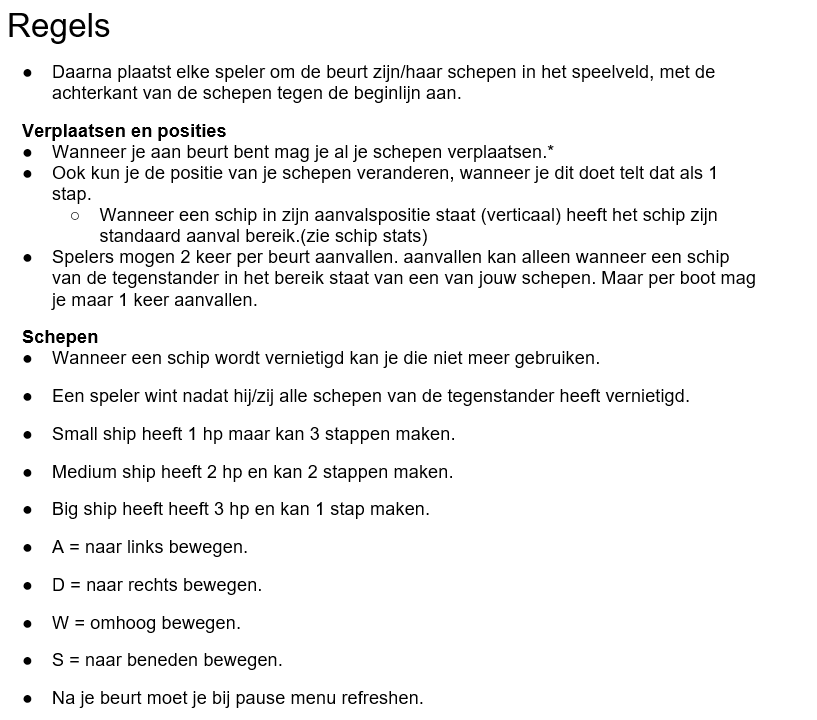 Regels
● Daarna plaatst elke speler om de beurt zijn/haar schepen in het speelveld, met de
achterkant van de schepen tegen de beginlijn aan.
Verplaatsen en posities
● Wanneer je aan beurt bent mag je al je schepen verplaatsen.*
● Ook kun je de positie van je schepen veranderen, wanneer je dit doet telt dat als 1
stap.
○ Wanneer een schip in zijn aanvalspositie staat (verticaal) heeft het schip zijn
standaard aanval bereik.(zie schip stats)
● Spelers mogen 2 keer per beurt aanvallen. aanvallen kan alleen wanneer een schip
van de tegenstander in het bereik staat van een van jouw schepen. Maar per boot mag
je maar 1 keer aanvallen.
Schepen
● Wanneer een schip wordt vernietigd kan je die niet meer gebruiken.
● Een speler wint nadat hij/zij alle schepen van de tegenstander heeft vernietigd.
● Small ship heeft 1 hp maar kan 3 stappen maken.
● Medium ship heeft 2 hp en kan 2 stappen maken.
● Big ship heeft heeft 3 hp en kan 1 stap maken.
● A = naar links bewegen.
● D = naar rechts bewegen.
● W = omhoog bewegen.
● S = naar beneden bewegen.
● Na je beurt moet je bij pause menu refreshen.